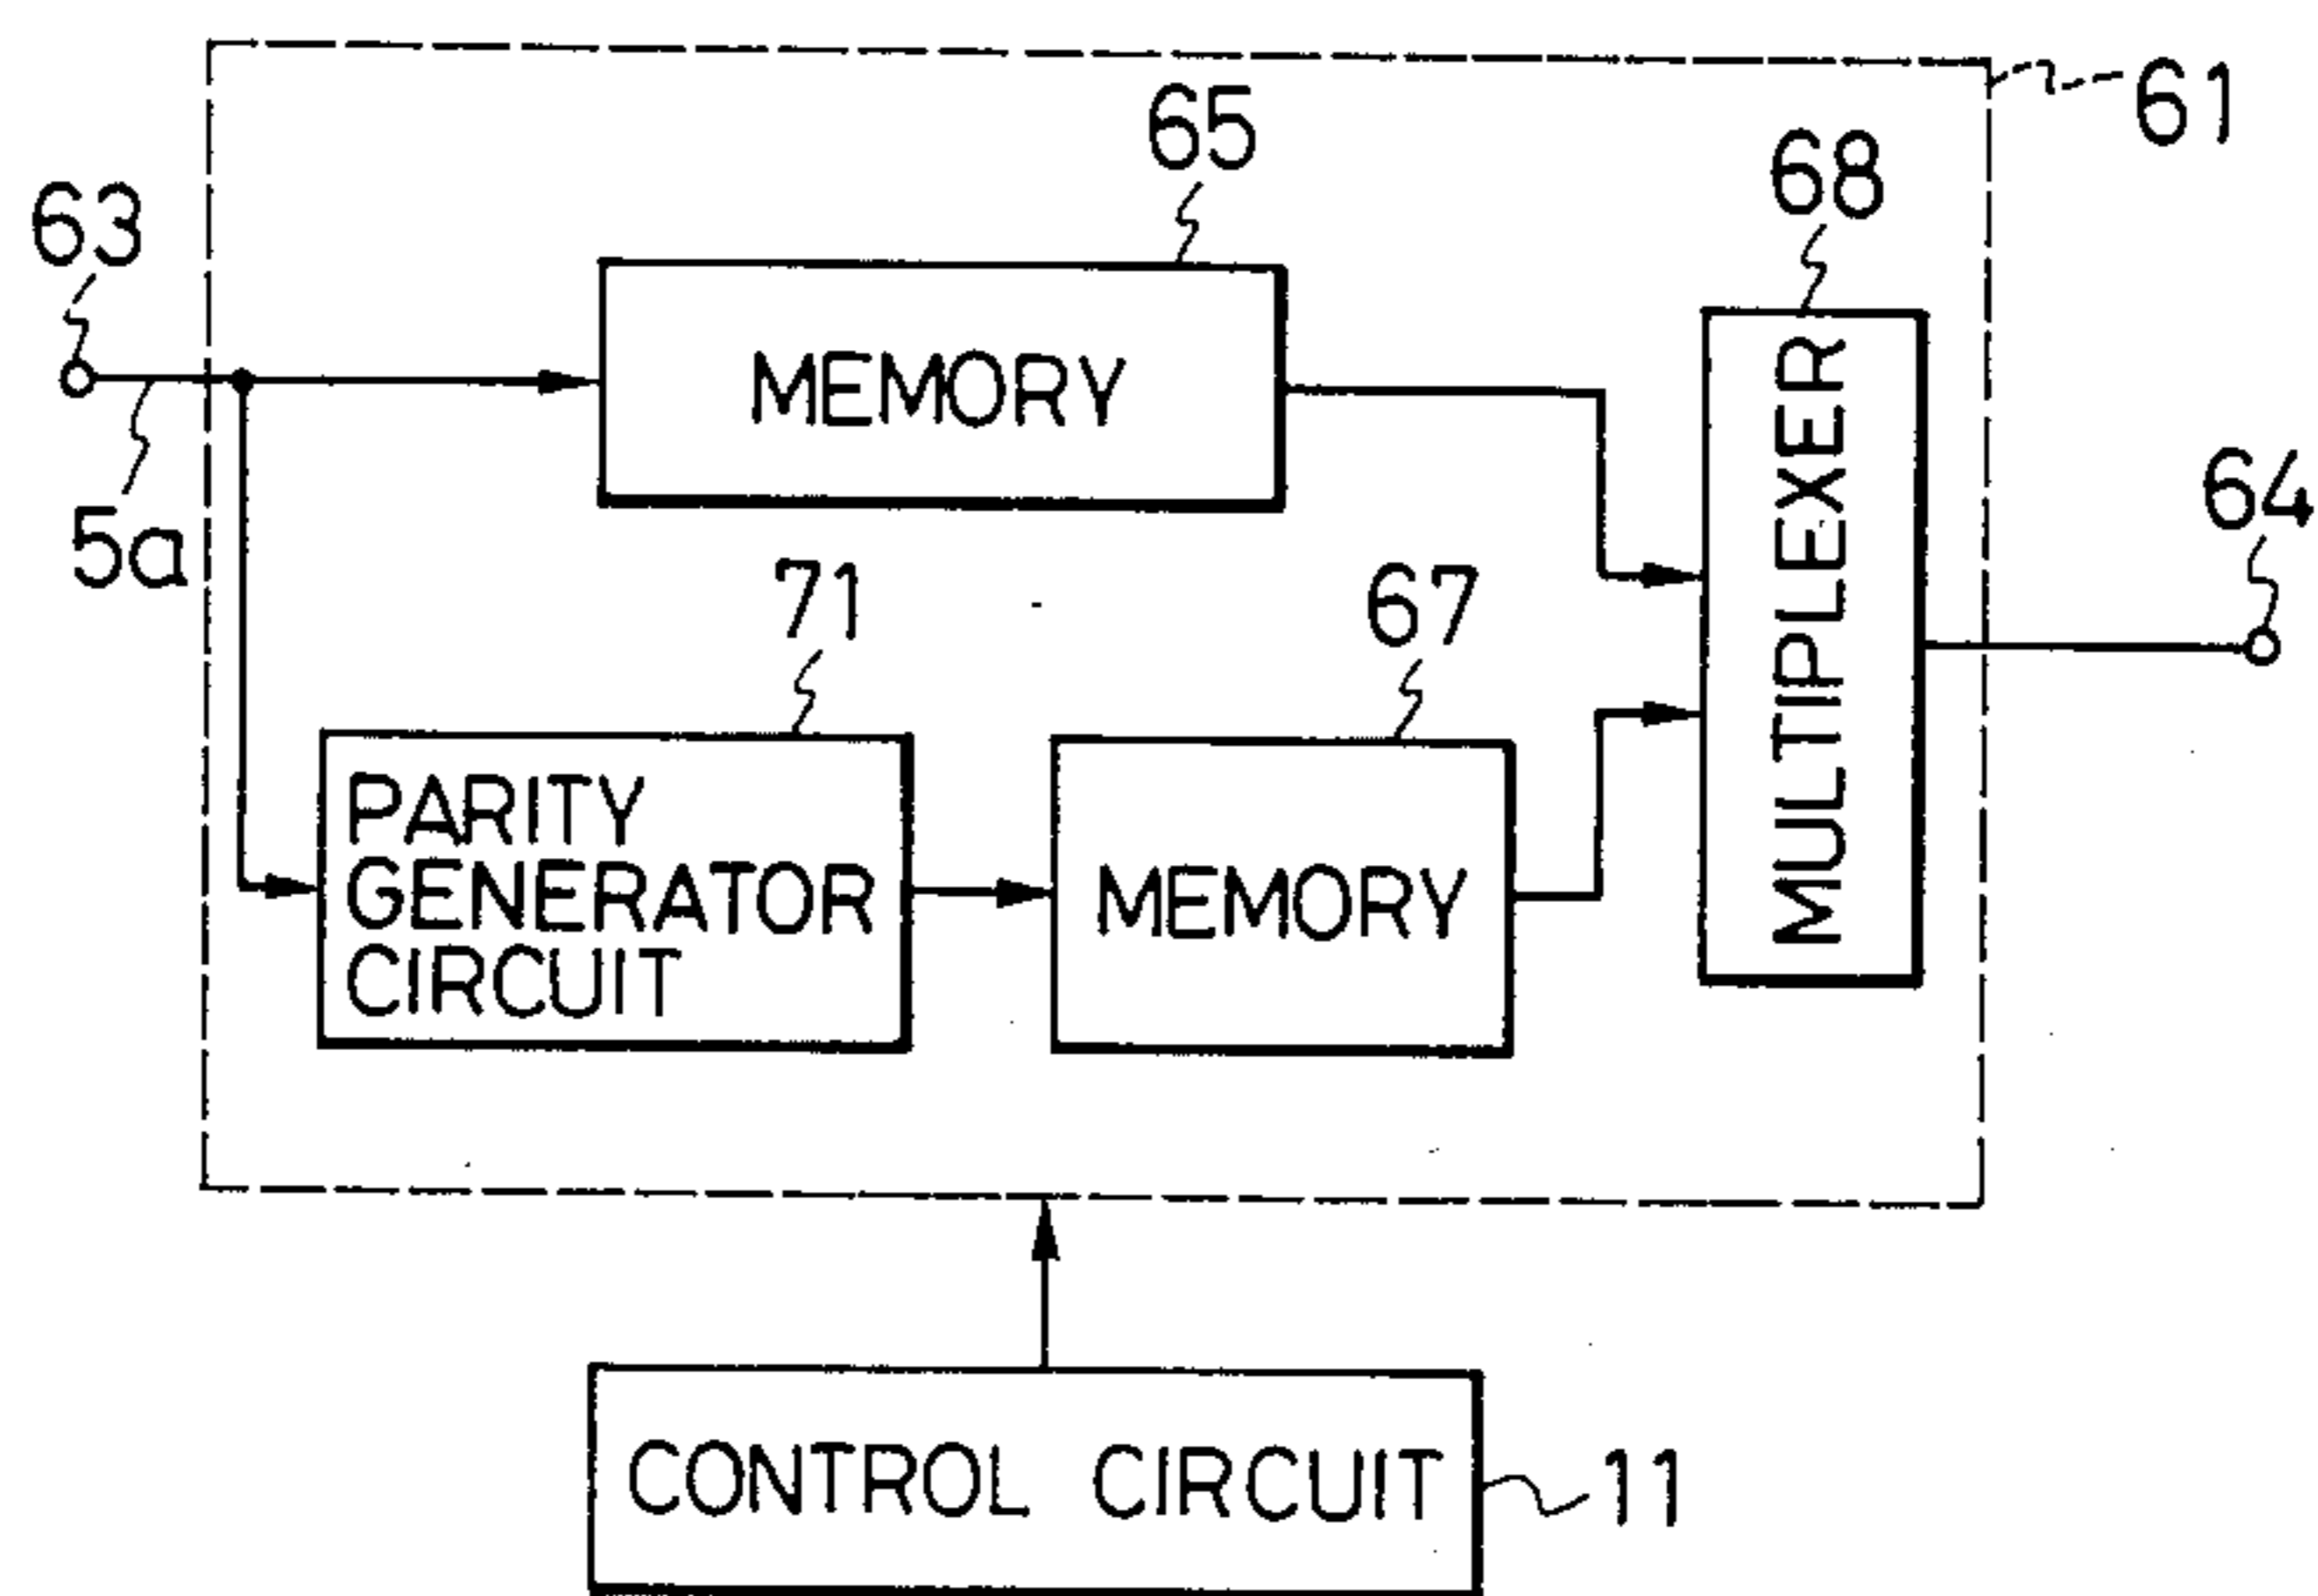 61
65
68
63
MEMORY
5a
64
71
67
MULTIPLEXER
PARITY
GENERATOR
CIRCUIT
MEMORY
CONTROL CIRCUIT
11